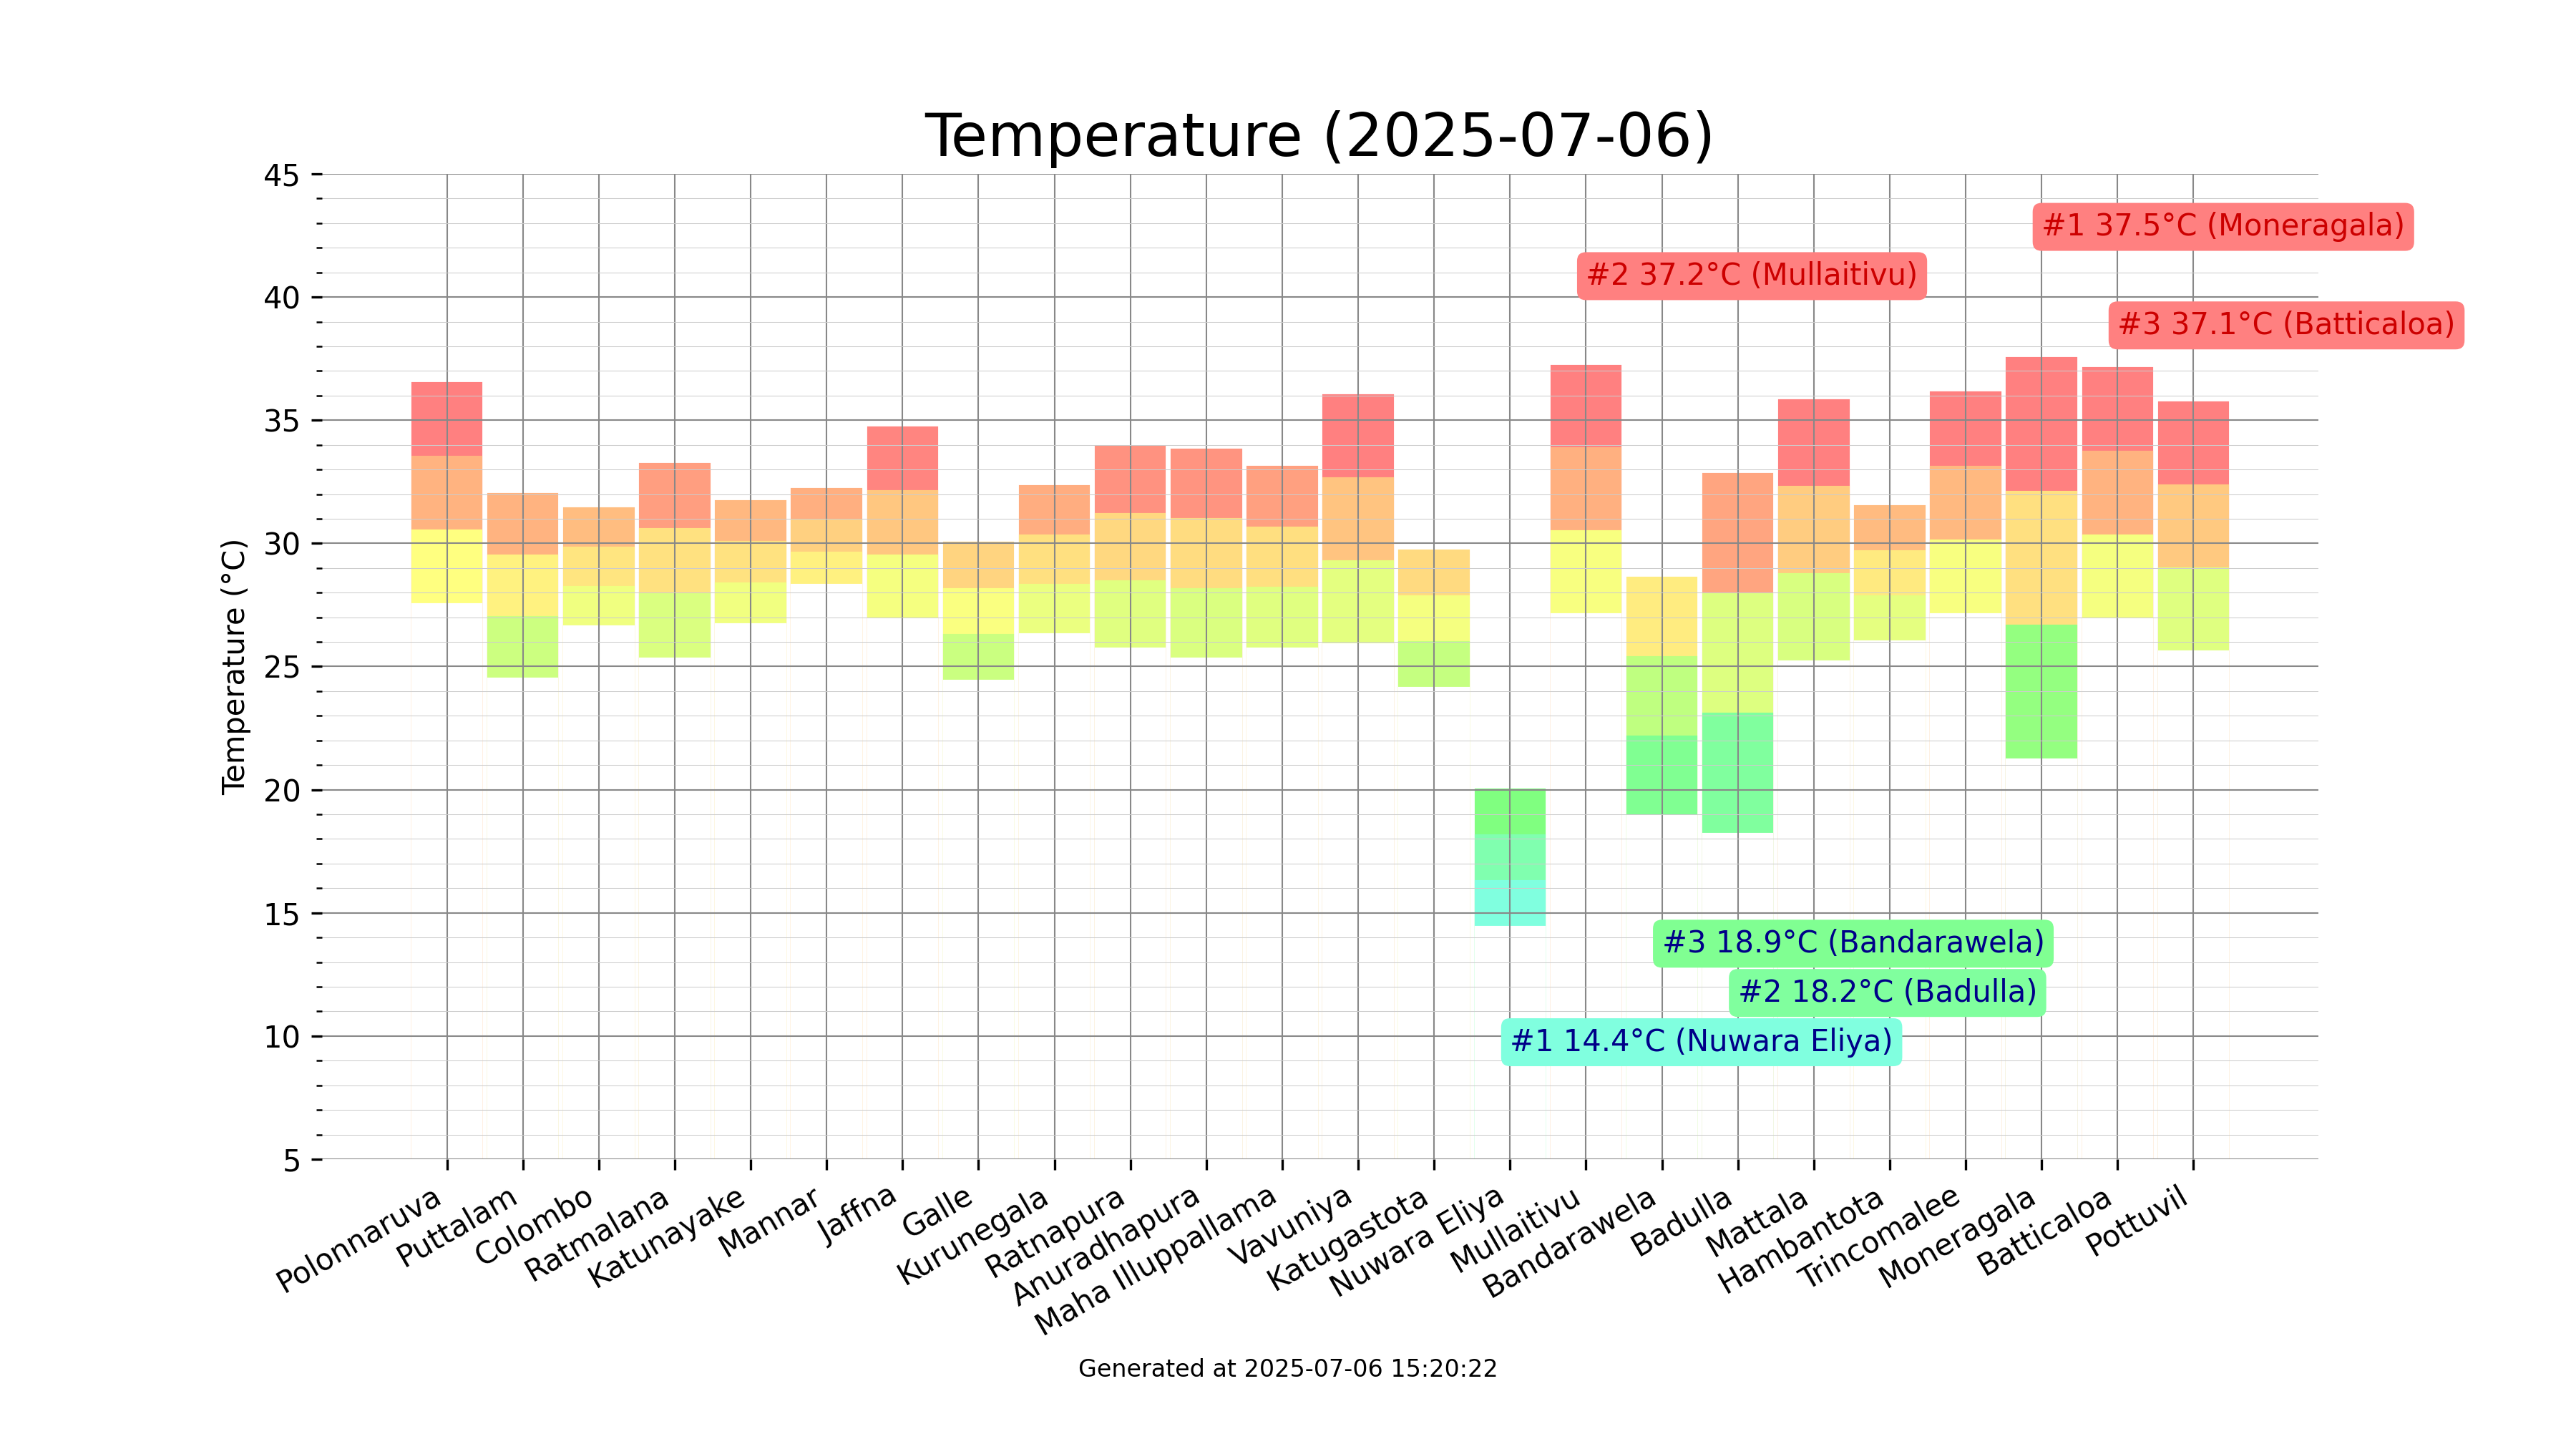 Temperature (2025-07-06)
45
40
35
30
25
20
15
10
5
Temperature (°C)
#1 37.5°C (Moneragala)
#2 37.2°C (Mullaitivu)
#3 37.1°C (Batticaloa)
#3 18.9°C (Bandarawela)
#2 18.2°C (Badulla)
#1 14.4°C (Nuwara Eliya)
Polonnaruva
Puttalam
Colombo
Ratmalana
Katunayake
Mannar
Jaffna
Galle
Kurunegala
Ratnapura
Anuradhapura
Maha Illuppallama
Vavuniya
Katugastota
Nuwara Eliya
Mullaitivu
Bandarawela
Badulla
Mattala
Hambantota
Trincomalee
Moneragala
Batticaloa
Pottuvil
Generated at 2025-07-06 15:20:22